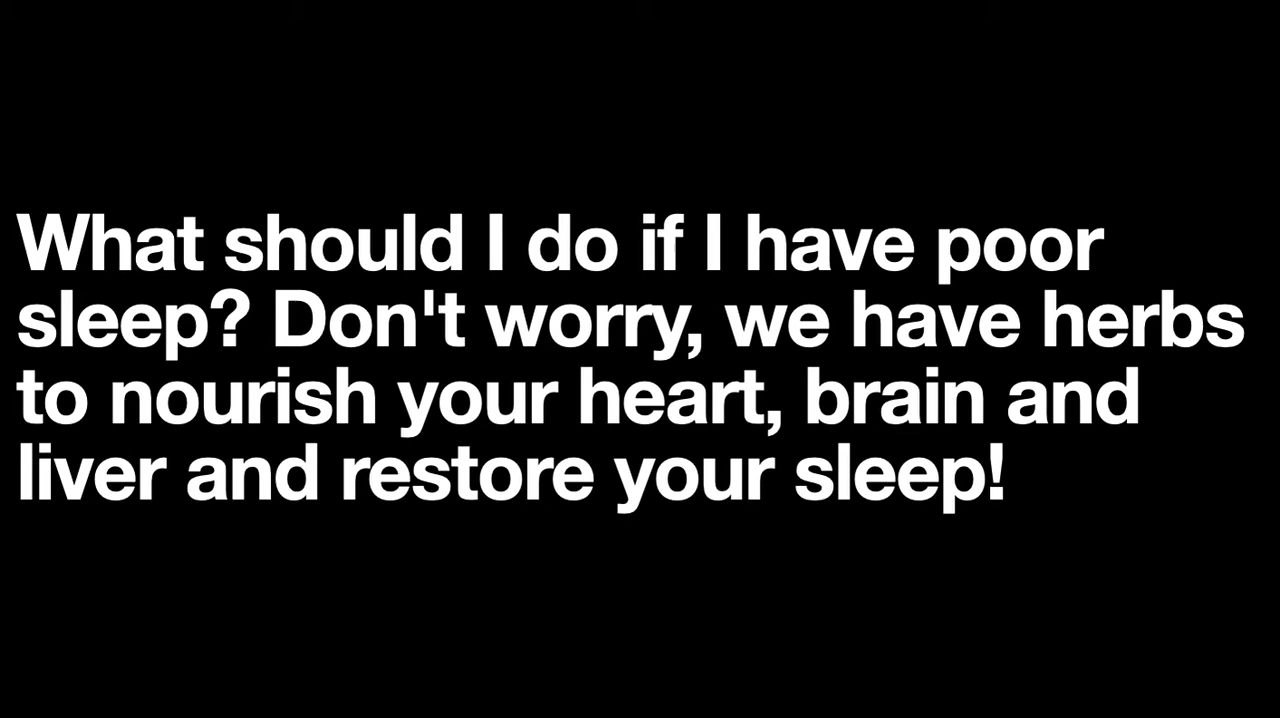 What should I do if I have poor
sleep? Don't worry, we have herbs
to nourish your heart, brain and
liver and restore your sleep!